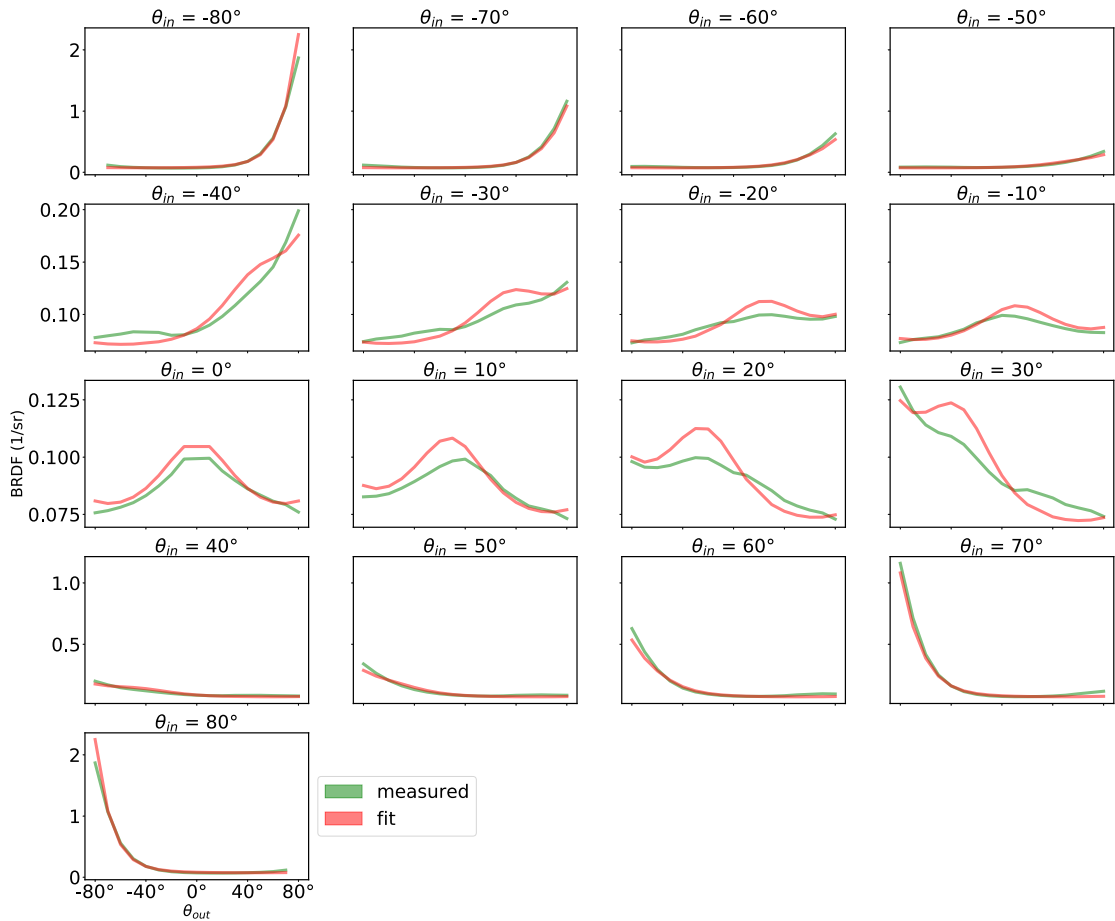 θin = -80° θin = -70° θin = -60° θin = -50°
2
1
0
θin = -40° θin = -30° θin = -20° θin = -10°
0.20
0.15
0.10
θin = 0° θin = 10° θin = 20° θin = 30°
0.125
0.100
0.075
BRDF (1/sr)
θin = 40° θin = 50° θin = 60° θin = 70°
1.0
0.5
θin = 80°
2
1
0
-80° -40° 0° 40° 80°
θout
measured
fit